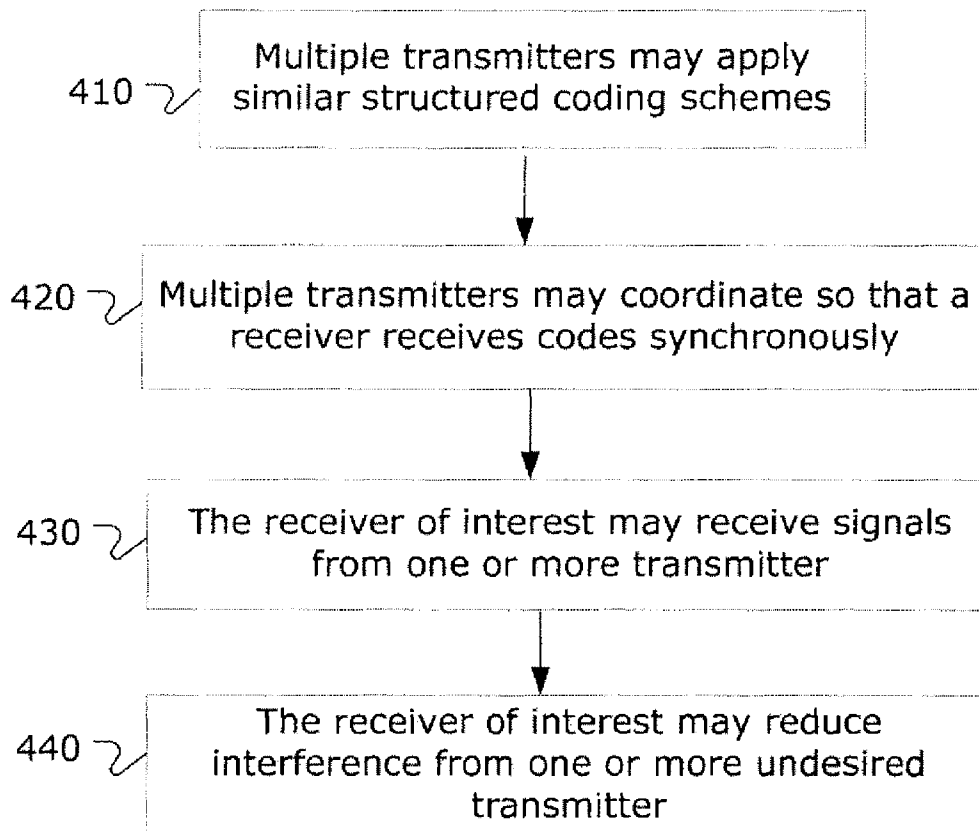 410
Multiple transmitters may apply
similar structured coding schemes
420
Multiple transmitters may coordinate so that a
receiver receives codes synchronously
430
The receiver of interest may receive signals
from one or more transmitter
440
The receiver of interest may reduce
interference from one or more undesired
transmitter